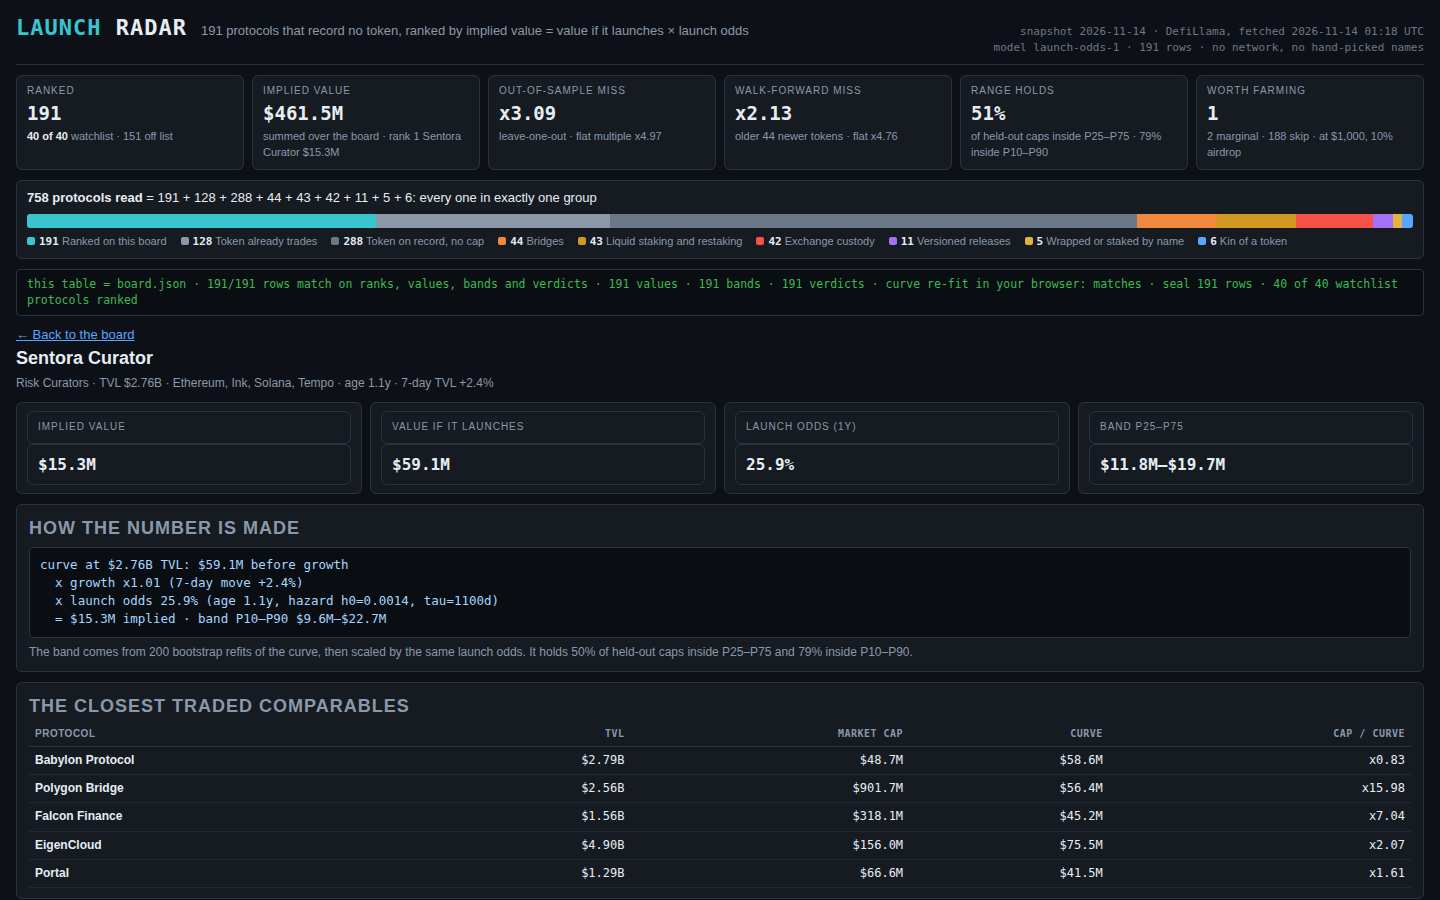 LAUNCH RADAR 191 protocols that record no token, ranked by implied value = value if it launches × launch odds
snapshot 2026-11-14 · DefiLlama, fetched 2026-11-14 01:18 UTC
model launch-odds-1 · 191 rows · no network, no hand-picked names
RANKED
191
40 of 40 watchlist · 151 off list
IMPLIED VALUE
$461.5M
summed over the board · rank 1 Sentora
Curator $15.3M
OUT-OF-SAMPLE MISS
x3.09
leave-one-out · flat multiple x4.97
WALK-FORWARD MISS
x2.13
older 44 newer tokens · flat x4.76
RANGE HOLDS
51%
of held-out caps inside P25–P75 · 79%
inside P10–P90
WORTH FARMING
1
2 marginal · 188 skip · at $1,000, 10%
airdrop
758 protocols read = 191 + 128 + 288 + 44 + 43 + 42 + 11 + 5 + 6: every one in exactly one group
191 Ranked on this board 128 Token already trades 288 Token on record, no cap 44 Bridges 43 Liquid staking and restaking 42 Exchange custody 11 Versioned releases 5 Wrapped or staked by name 6 Kin of a token
this table = board.json · 191/191 rows match on ranks, values, bands and verdicts · 191 values · 191 bands · 191 verdicts · curve re-fit in your browser: matches · seal 191 rows · 40 of 40 watchlist
protocols ranked
← Back to the board
Sentora Curator
Risk Curators · TVL $2.76B · Ethereum, Ink, Solana, Tempo · age 1.1y · 7-day TVL +2.4%
IMPLIED VALUE
$15.3M
VALUE IF IT LAUNCHES
$59.1M
LAUNCH ODDS (1Y)
25.9%
BAND P25–P75
$11.8M–$19.7M
HOW THE NUMBER IS MADE
curve at $2.76B TVL: $59.1M before growth
x growth x1.01 (7-day move +2.4%)
x launch odds 25.9% (age 1.1y, hazard h0=0.0014, tau=1100d)
= $15.3M implied · band P10–P90 $9.6M–$22.7M
The band comes from 200 bootstrap refits of the curve, then scaled by the same launch odds. It holds 50% of held-out caps inside P25–P75 and 79% inside P10–P90.
THE CLOSEST TRADED COMPARABLES
PROTOCOL TVL MARKET CAP CURVE CAP / CURVE
Babylon Protocol $2.79B $48.7M $58.6M x0.83
Polygon Bridge $2.56B $901.7M $56.4M x15.98
Falcon Finance $1.56B $318.1M $45.2M x7.04
EigenCloud $4.90B $156.0M $75.5M x2.07
Portal $1.29B $66.6M $41.5M x1.61